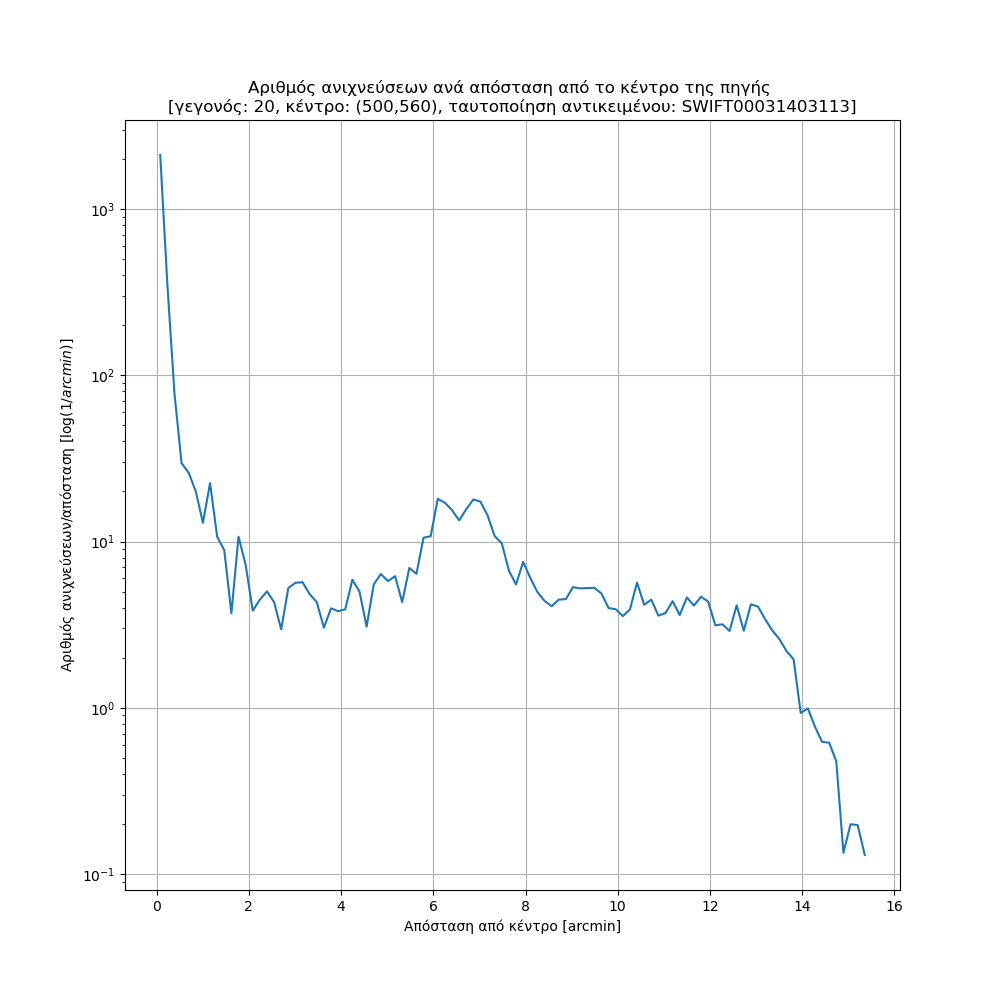 Αριθμός ανιχνεύσεων ανά απόσταση από το κέντρο της πηγής
[γεγονός: 20, κέντρο: (500,560), ταυτοποίηση αντικειμένου: SWIFT00031403113]
Αριθμός ανιχνεύσεων/απόσταση [log(1/arcmin)]
10³
10²
10¹
10⁰
10⁻¹
0 2 4 6 8 10 12 14 16
Απόσταση από κέντρο [arcmin]